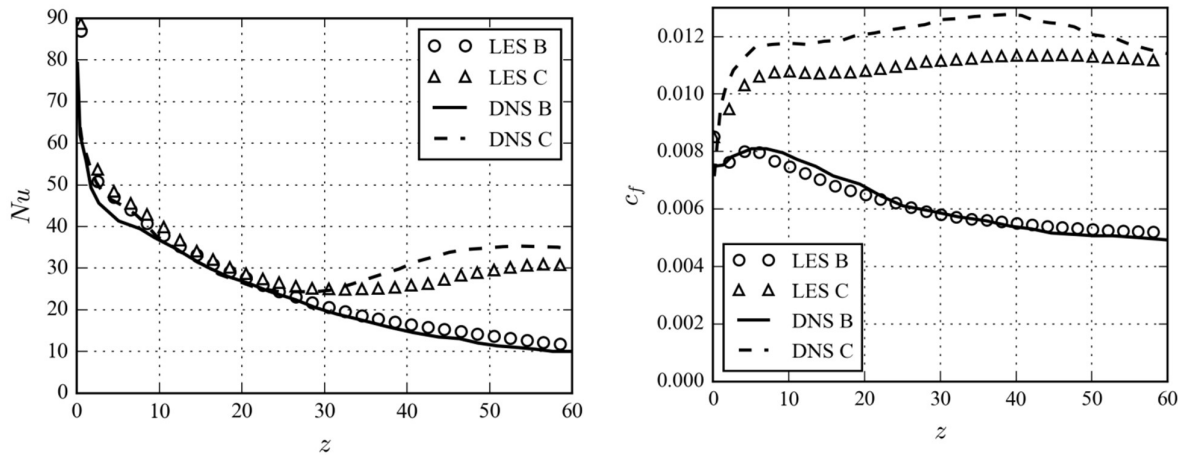 90
80
70
60
50
40
30
20
10
0
Nu
0 10 20 30 40 50 60
z
LES B
LES C
DNS B
DNS C
0.012
0.010
0.008
0.006
0.004
0.002
0.000
c_f
0 10 20 30 40 50 60
z
LES B
LES C
DNS B
DNS C